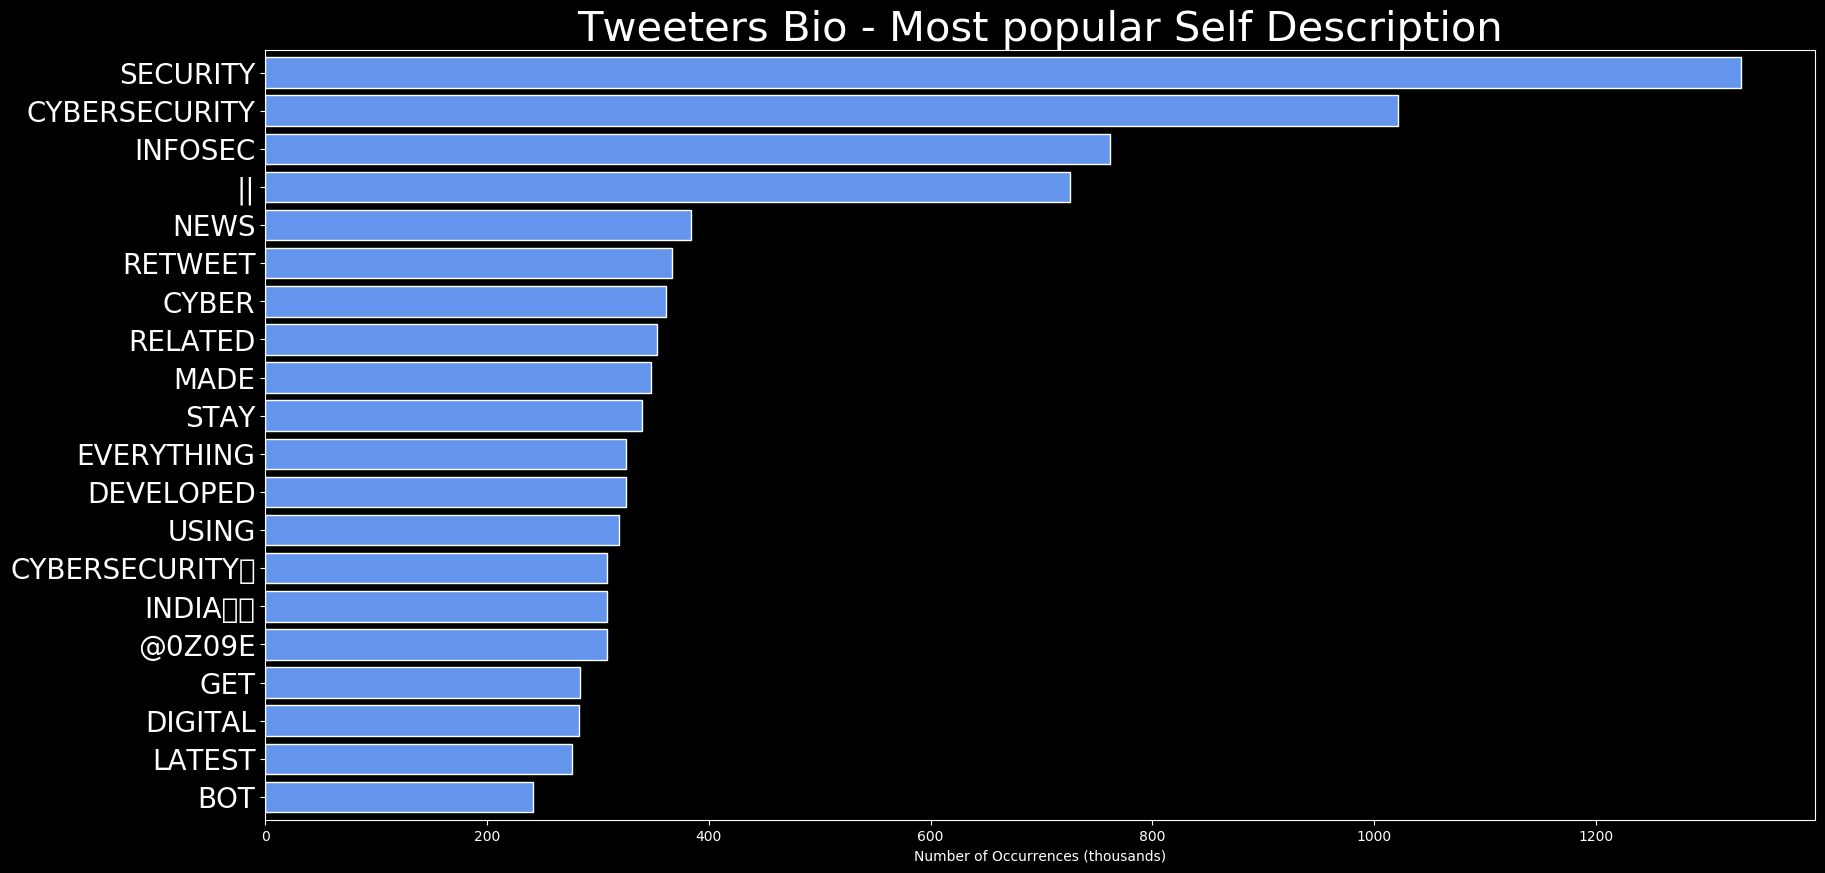 Tweeters Bio - Most popular Self Description
SECURITY
CYBERSECURITY
INFOSEC
||
NEWS
RETWEET
CYBER
RELATED
MADE
STAY
EVERYTHING
DEVELOPED
USING
CYBERSECURITY▯
INDIA▯▯
@0Z09E
GET
DIGITAL
LATEST
BOT
0 200 400 600 800 1000 1200
Number of Occurrences (thousands)